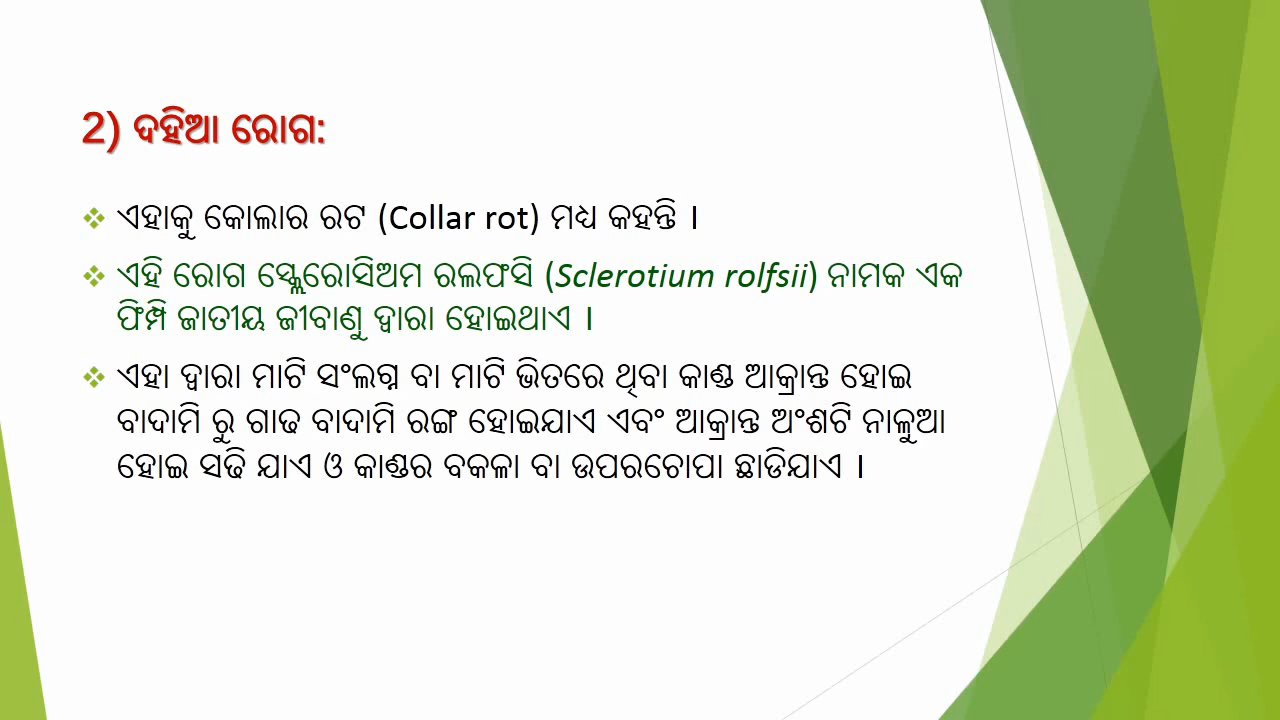 2) ଦହିଆ ରୋଗ:
ଏହାକୁ କୋଲାର ରଟ (Collar rot) ମଧ୍ୟ କହନ୍ତି ।
ଏହି ରୋଗ ସ୍କ୍ଲେରୋସିଅମ ରଲଫସି (Sclerotium rolfsii) ନାମକ ଏକ
ଫିମ୍ପି ଜାତୀୟ ଜୀବାଣୁ ଦ୍ୱାରା ହୋଇଥାଏ ।
ଏହା ଦ୍ୱାରା ମାଟି ସଂଲଗ୍ନ ବା ମାଟି ଭିତରେ ଥିବା କାଣ୍ଡ ଆକ୍ରାନ୍ତ ହୋଇ
ବାଦାମି ରୁ ଗାଢ ବାଦାମି ରଙ୍ଗ ହୋଇଯାଏ ଏବଂ ଆକ୍ରାନ୍ତ ଅଂଶଟି ନାଳୁଆ
ହୋଇ ସଢି ଯାଏ ଓ କାଣ୍ଡର ବକଳା ବା ଉପରଚୋପା ଛାଡିଯାଏ ।